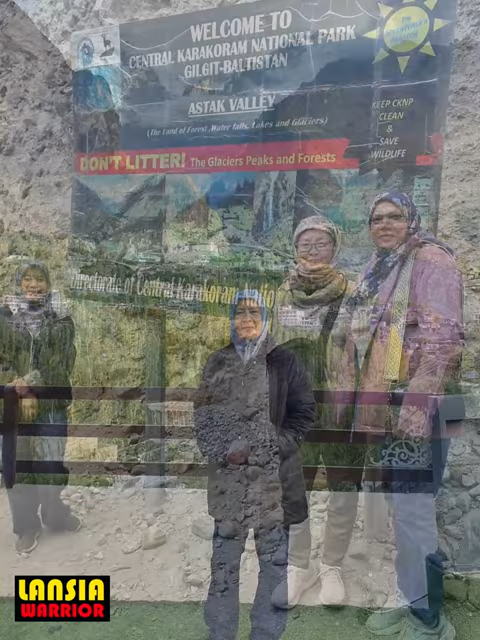 WELCOME TO
CENTRAL KARAKORAM NATIONAL PARK
GILGIT-BALTISTAN
ASTAK VALLEY
(The Land of Forest, Water falls, Lakes and Glaciers)
KEEP CKNP
CLEAN
&
SAVE
WILDLIFE
DON'T LITTER! The Glaciers Peaks and Forests
Directorate of Central Karakoram Natio
LANSIA
WARRIOR